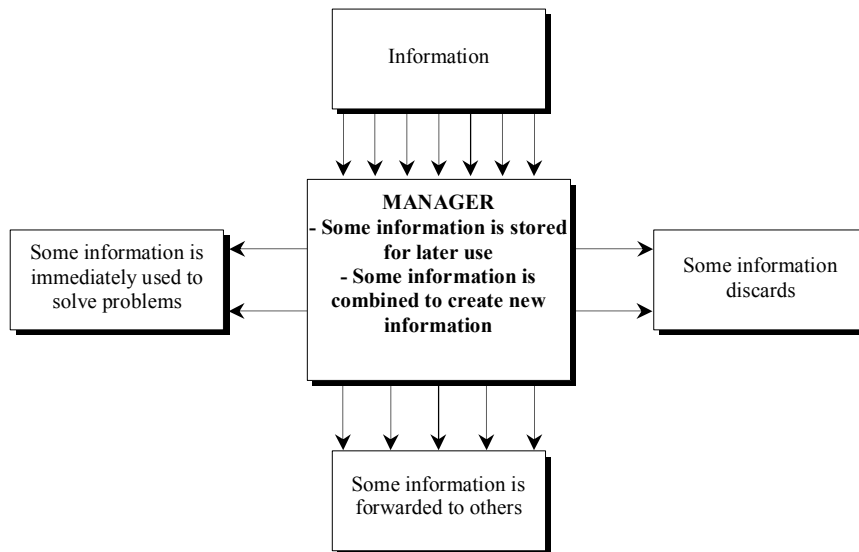 Information
MANAGER
- Some information is stored
for later use
- Some information is
combined to create new
information
Some information is
immediately used to
solve problems
Some information
discards
Some information is
forwarded to others